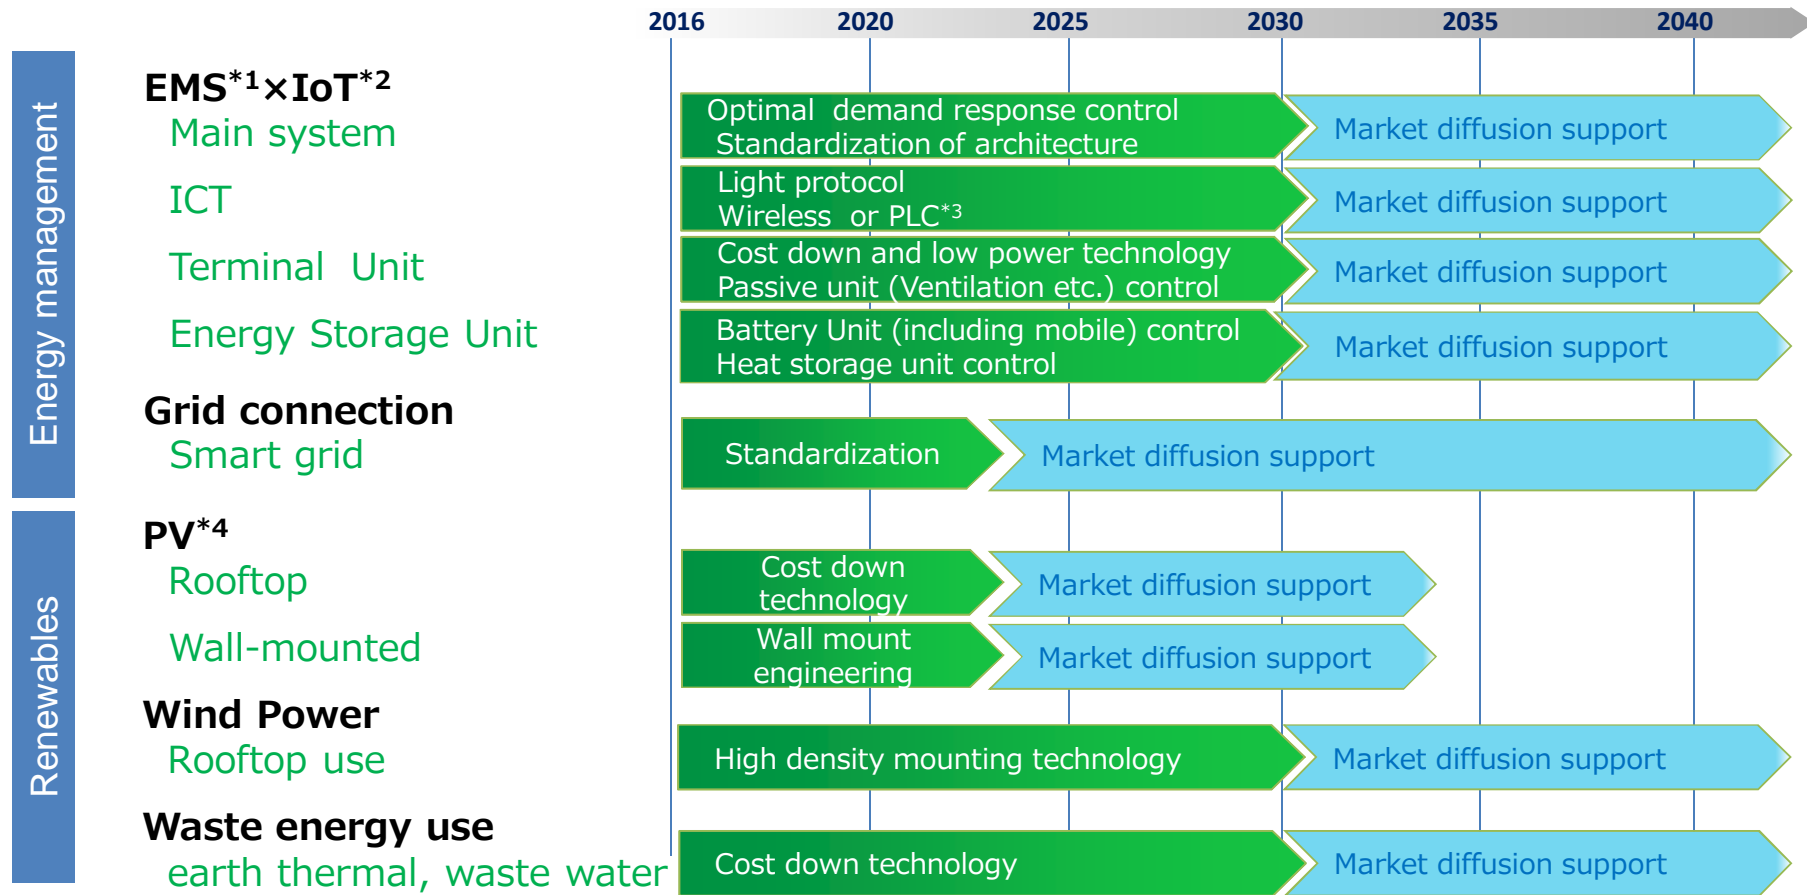 2016 2020 2025 2030 2035 2040
Energy management
EMS*1×IoT*2
Main system
Optimal demand response control
Standardization of architecture
Market diffusion support
ICT
Light protocol
Wireless or PLC*3
Market diffusion support
Terminal Unit
Cost down and low power technology
Passive unit (Ventilation etc.) control
Market diffusion support
Energy Storage Unit
Battery Unit (including mobile) control
Heat storage unit control
Market diffusion support
Grid connection
Smart grid
Standardization
Market diffusion support
Renewables
PV*4
Rooftop
Cost down
technology
Market diffusion support
Wall-mounted
Wall mount
engineering
Market diffusion support
Wind Power
Rooftop use
High density mounting technology
Market diffusion support
Waste energy use
earth thermal, waste water
Cost down technology
Market diffusion support